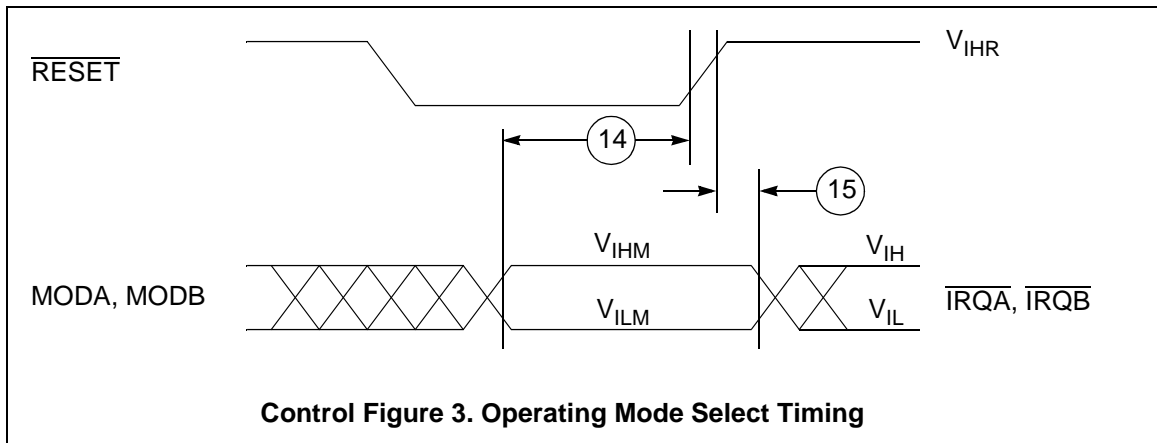 RESET
V_IHR
14
15
V_IHM
V_IH
MODA, MODB
V_ILM
V_IL
IRQA, IRQB
Control Figure 3. Operating Mode Select Timing